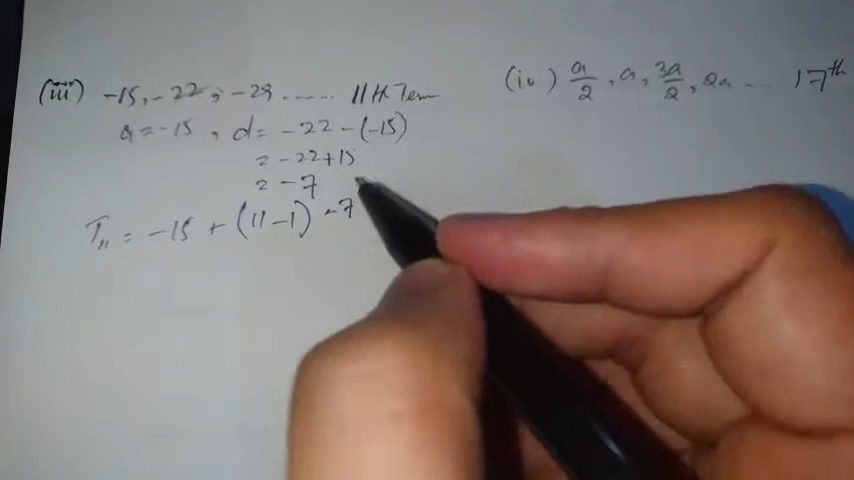 (iii) -15, -22, -29 ...... 11th Term
a = -15, d = -22 - (-15)
= -22 + 15
= -7
T₁₁ = -15 + (11 - 1) -7
(iv) a/2, a, 3a/2, 2a ... 17th